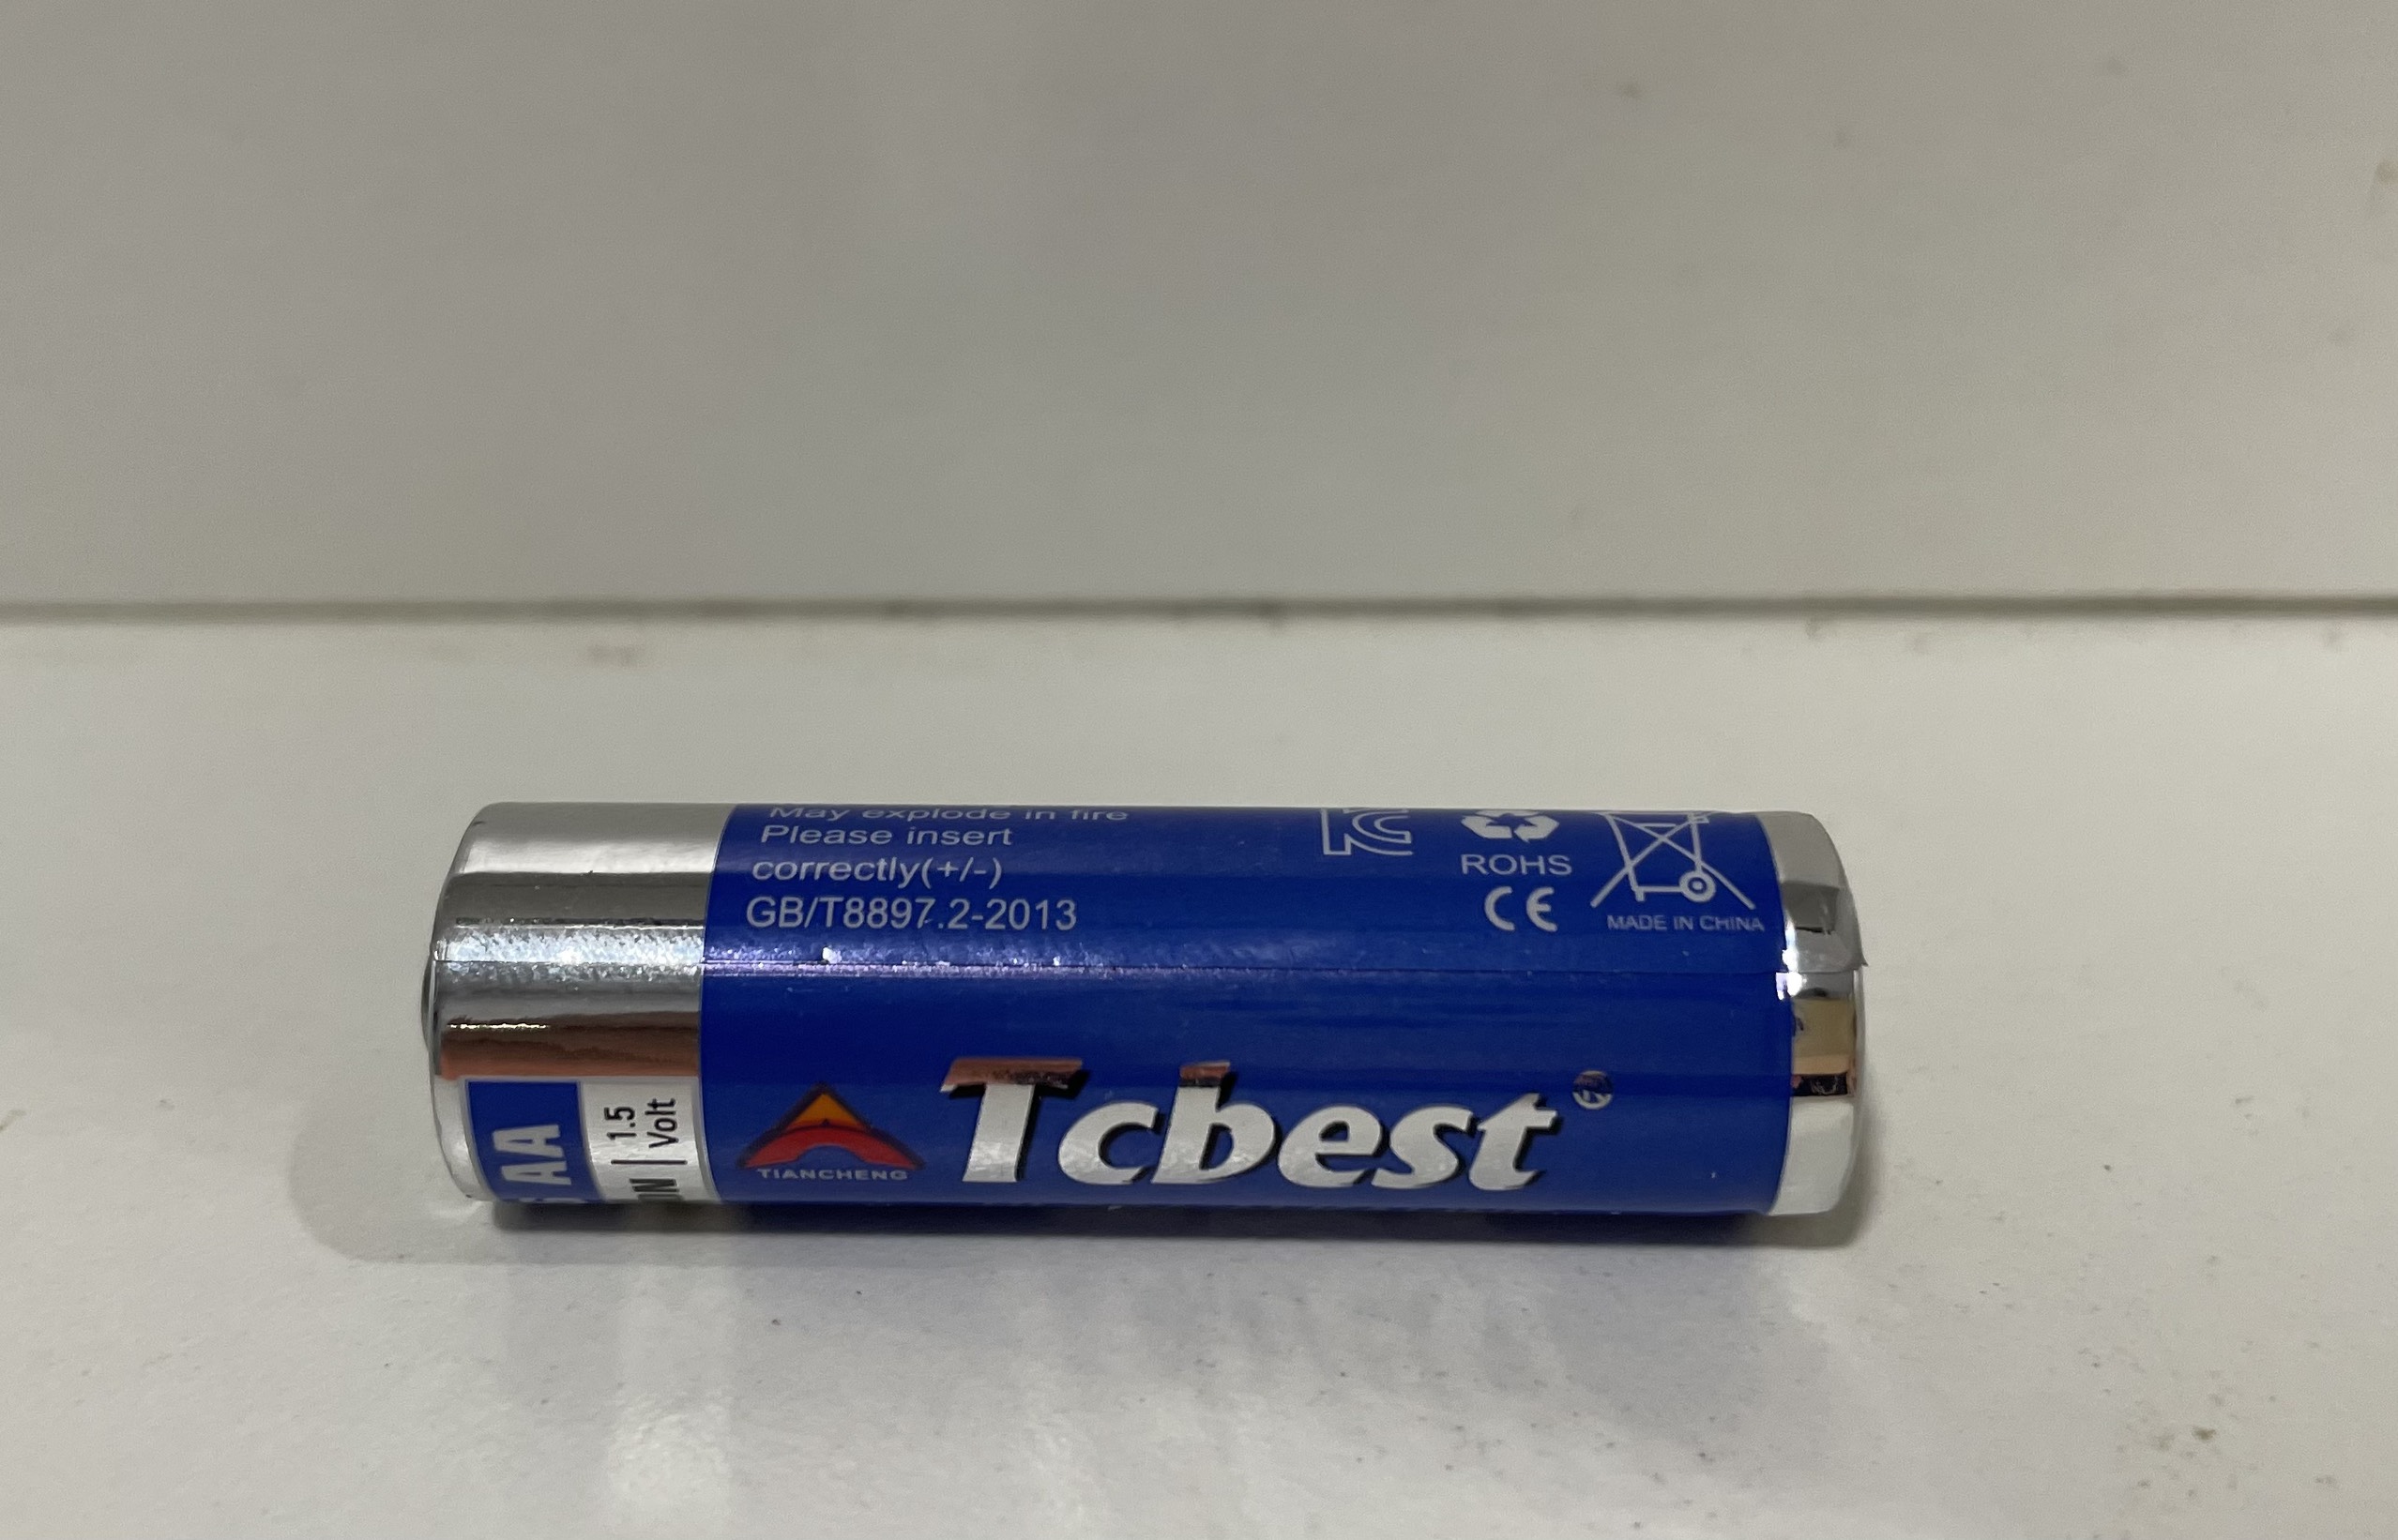 May explode in fire
Please insert
correctly(+/-)
GB/T8897.2-2013
ROHS
CE
MADE IN CHINA
AA
1.5
Volt
TIANCHENG
Tcbest®